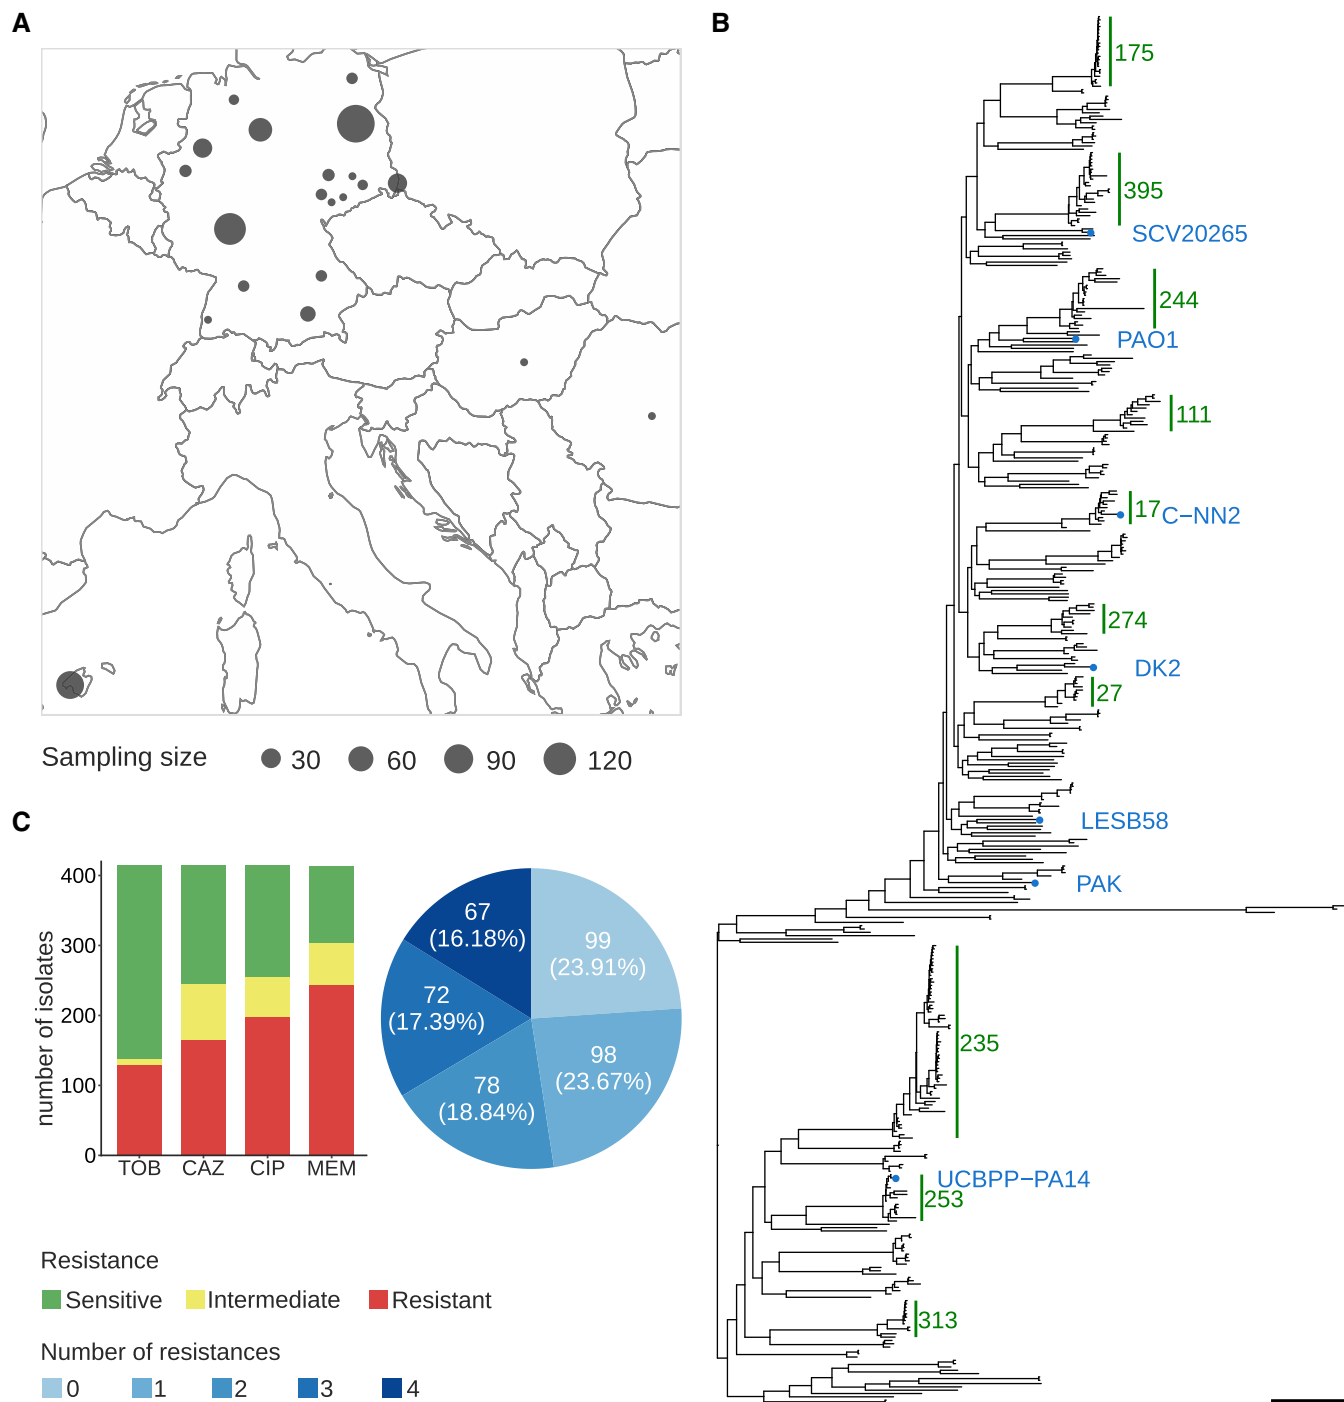 A
Sampling size 30 60 90 120
B
175
395
SCV20265
244
PAO1
111
17 C−NN2
274
DK2
27
LESB58
PAK
235
UCBPP−PA14
253
313
C
number of isolates
400
300
200
100
0
TOB CAZ CIP MEM
67
(16.18%)
99
(23.91%)
72
(17.39%)
98
(23.67%)
78
(18.84%)
Resistance
Sensitive Intermediate Resistant
Number of resistances
0 1 2 3 4